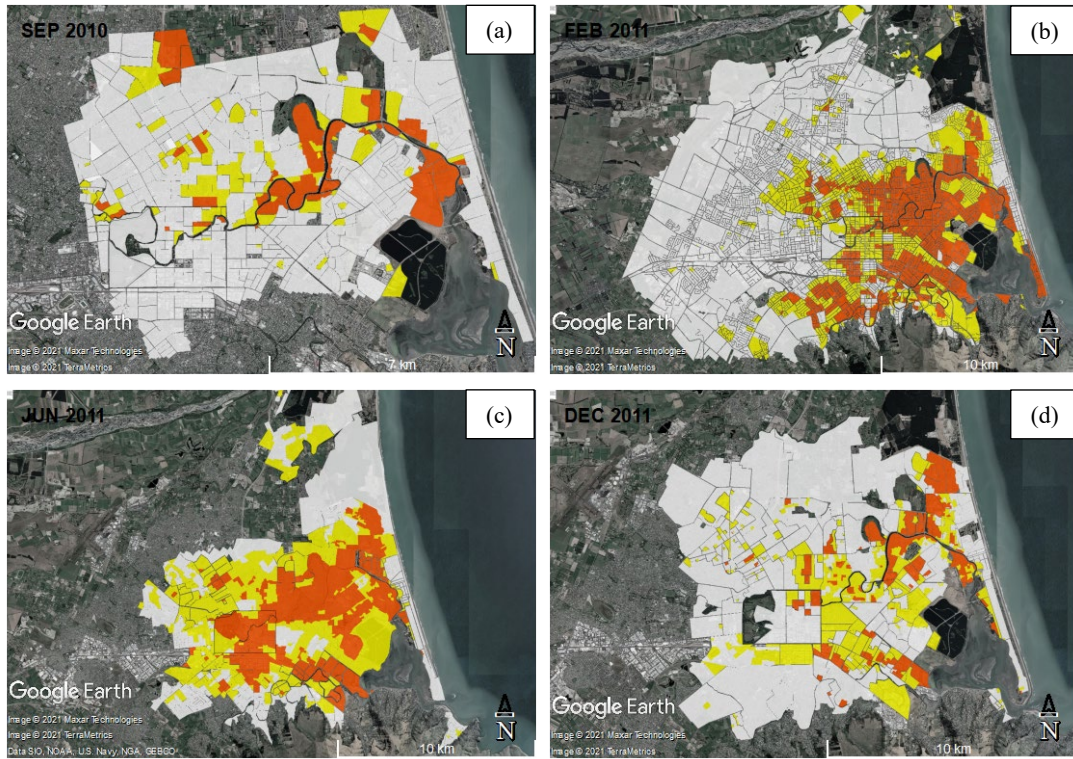 SEP 2010
(a)
Google Earth
Image © 2021 Maxar Technologies
Image © 2021 TerraMetrics
7 km
N
FEB 2011
(b)
Google Earth
Image © 2021 Maxar Technologies
Image © 2021 TerraMetrics
10 km
N
JUN 2011
(c)
Google Earth
Image © 2021 Maxar Technologies
Image © 2021 TerraMetrics
Data SIO, NOAA, U.S. Navy, NGA, GEBCO
10 km
N
DEC 2011
(d)
Google Earth
Image © 2021 Maxar Technologies
Image © 2021 TerraMetrics
10 km
N